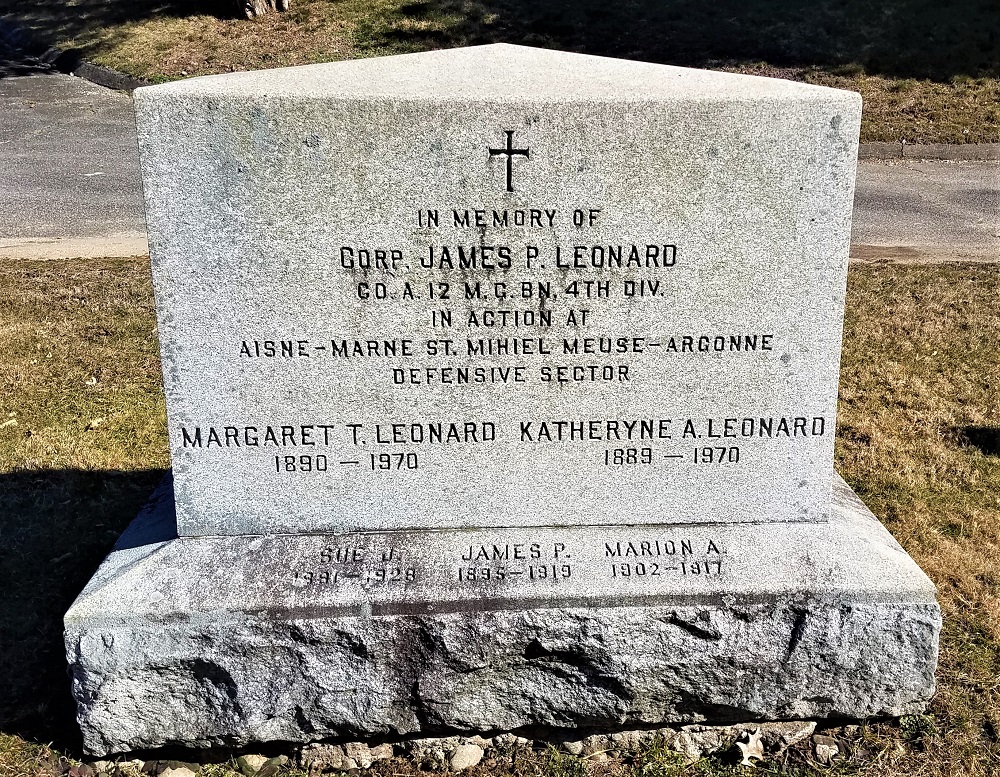 IN MEMORY OF
CORP. JAMES P. LEONARD
CO. A. 12 M.G. BN. 4TH DIV.
IN ACTION AT
AISNE-MARNE ST. MIHIEL MEUSE-ARGONNE
DEFENSIVE SECTOR
MARGARET T. LEONARD KATHERYNE A. LEONARD
1890 - 1970 1889 - 1970
SUE J. JAMES P. MARION A.
1895-1919 1902-1917